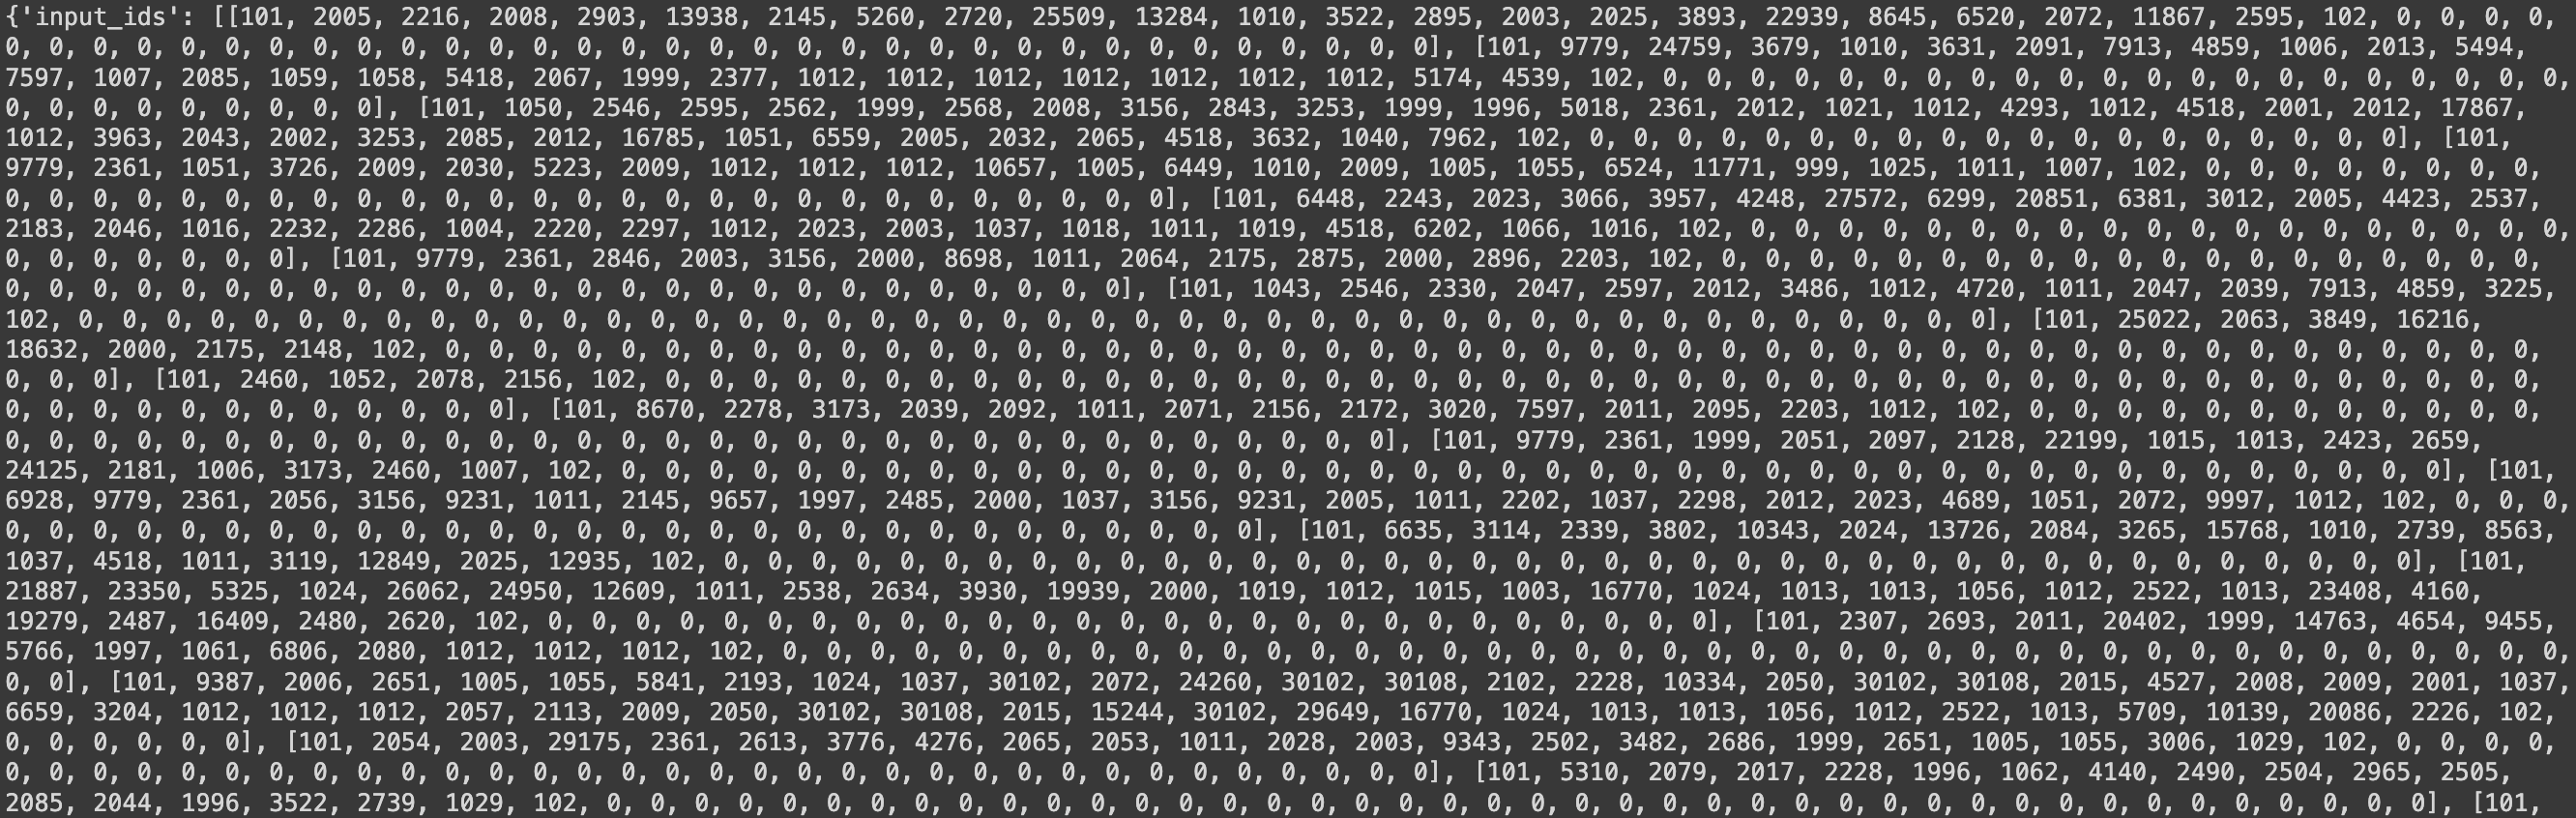 {'input_ids': [[101, 2005, 2216, 2008, 2903, 13938, 2145, 5260, 2720, 25509, 13284, 1010, 3522, 2895, 2003, 2025, 3893, 22939, 8645, 6520, 2072, 11867, 2595, 102, 0, 0, 0, 0,
0, 0, 0, 0, 0, 0, 0, 0, 0, 0, 0, 0, 0, 0, 0, 0, 0, 0, 0, 0, 0, 0, 0, 0, 0, 0, 0, 0, 0, 0, 0, 0, 0], [101, 9779, 24759, 3679, 1010, 3631, 2091, 7913, 4859, 1006, 2013, 5494,
7597, 1007, 2085, 1059, 1058, 5418, 2067, 1999, 2377, 1012, 1012, 1012, 1012, 1012, 1012, 1012, 5174, 4539, 102, 0, 0, 0, 0, 0, 0, 0, 0, 0, 0, 0, 0, 0, 0, 0, 0, 0, 0, 0, 0, 0,
0, 0, 0, 0, 0, 0, 0, 0, 0], [101, 1050, 2546, 2595, 2562, 1999, 2568, 2008, 3156, 2843, 3253, 1999, 1996, 5018, 2361, 2012, 1021, 1012, 4293, 1012, 4518, 2001, 2012, 17867,
1012, 3963, 2043, 2002, 3253, 2085, 2012, 16785, 1051, 6559, 2005, 2032, 2065, 4518, 3632, 1040, 7962, 102, 0, 0, 0, 0, 0, 0, 0, 0, 0, 0, 0, 0, 0, 0, 0, 0, 0, 0, 0], [101,
9779, 2361, 1051, 3726, 2009, 2030, 5223, 2009, 1012, 1012, 1012, 10657, 1005, 6449, 1010, 2009, 1005, 1055, 6524, 11771, 999, 1025, 1011, 1007, 102, 0, 0, 0, 0, 0, 0, 0, 0,
0, 0, 0, 0, 0, 0, 0, 0, 0, 0, 0, 0, 0, 0, 0, 0, 0, 0, 0, 0, 0, 0, 0, 0, 0, 0, 0], [101, 6448, 2243, 2023, 3066, 3957, 4248, 27572, 6299, 20851, 6381, 3012, 2005, 4423, 2537,
2183, 2046, 1016, 2232, 2286, 1004, 2220, 2297, 1012, 2023, 2003, 1037, 1018, 1011, 1019, 4518, 6202, 1066, 1016, 102, 0, 0, 0, 0, 0, 0, 0, 0, 0, 0, 0, 0, 0, 0, 0, 0, 0, 0, 0,
0, 0, 0, 0, 0, 0, 0], [101, 9779, 2361, 2846, 2003, 3156, 2000, 8698, 1011, 2064, 2175, 2875, 2000, 2896, 2203, 102, 0, 0, 0, 0, 0, 0, 0, 0, 0, 0, 0, 0, 0, 0, 0, 0, 0, 0, 0,
0, 0, 0, 0, 0, 0, 0, 0, 0, 0, 0, 0, 0, 0, 0, 0, 0, 0, 0, 0, 0, 0, 0, 0, 0, 0], [101, 1043, 2546, 2330, 2047, 2597, 2012, 3486, 1012, 4720, 1011, 2047, 2039, 7913, 4859, 3225,
102, 0, 0, 0, 0, 0, 0, 0, 0, 0, 0, 0, 0, 0, 0, 0, 0, 0, 0, 0, 0, 0, 0, 0, 0, 0, 0, 0, 0, 0, 0, 0, 0, 0, 0, 0, 0, 0, 0, 0, 0, 0, 0, 0, 0], [101, 25022, 2063, 3849, 16216,
18632, 2000, 2175, 2148, 102, 0, 0, 0, 0, 0, 0, 0, 0, 0, 0, 0, 0, 0, 0, 0, 0, 0, 0, 0, 0, 0, 0, 0, 0, 0, 0, 0, 0, 0, 0, 0, 0, 0, 0, 0, 0, 0, 0, 0, 0, 0, 0, 0, 0, 0, 0, 0, 0,
0, 0, 0], [101, 2460, 1052, 2078, 2156, 102, 0, 0, 0, 0, 0, 0, 0, 0, 0, 0, 0, 0, 0, 0, 0, 0, 0, 0, 0, 0, 0, 0, 0, 0, 0, 0, 0, 0, 0, 0, 0, 0, 0, 0, 0, 0, 0, 0, 0, 0, 0, 0, 0,
0, 0, 0, 0, 0, 0, 0, 0, 0, 0, 0, 0], [101, 8670, 2278, 3173, 2039, 2092, 1011, 2071, 2156, 2172, 3020, 7597, 2011, 2095, 2203, 1012, 102, 0, 0, 0, 0, 0, 0, 0, 0, 0, 0, 0, 0,
0, 0, 0, 0, 0, 0, 0, 0, 0, 0, 0, 0, 0, 0, 0, 0, 0, 0, 0, 0, 0, 0, 0, 0, 0, 0, 0, 0, 0, 0, 0, 0], [101, 9779, 2361, 1999, 2051, 2097, 2128, 22199, 1015, 1013, 2423, 2659,
24125, 2181, 1006, 3173, 2460, 1007, 102, 0, 0, 0, 0, 0, 0, 0, 0, 0, 0, 0, 0, 0, 0, 0, 0, 0, 0, 0, 0, 0, 0, 0, 0, 0, 0, 0, 0, 0, 0, 0, 0, 0, 0, 0, 0, 0, 0, 0, 0, 0, 0], [101,
6928, 9779, 2361, 2056, 3156, 9231, 1011, 2145, 9657, 1997, 2485, 2000, 1037, 3156, 9231, 2005, 1011, 2202, 1037, 2298, 2012, 2023, 4689, 1051, 2072, 9997, 1012, 102, 0, 0, 0,
0, 0, 0, 0, 0, 0, 0, 0, 0, 0, 0, 0, 0, 0, 0, 0, 0, 0, 0, 0, 0, 0, 0, 0, 0, 0, 0, 0, 0], [101, 6635, 3114, 2339, 3802, 10343, 2024, 13726, 2084, 3265, 15768, 1010, 2739, 8563,
1037, 4518, 1011, 3119, 12849, 2025, 12935, 102, 0, 0, 0, 0, 0, 0, 0, 0, 0, 0, 0, 0, 0, 0, 0, 0, 0, 0, 0, 0, 0, 0, 0, 0, 0, 0, 0, 0, 0, 0, 0, 0, 0, 0, 0, 0, 0, 0, 0], [101,
21887, 23350, 5325, 1024, 26062, 24950, 12609, 1011, 2538, 2634, 3930, 19939, 2000, 1019, 1012, 1015, 1003, 16770, 1024, 1013, 1013, 1056, 1012, 2522, 1013, 23408, 4160,
19279, 2487, 16409, 2480, 2620, 102, 0, 0, 0, 0, 0, 0, 0, 0, 0, 0, 0, 0, 0, 0, 0, 0, 0, 0, 0, 0, 0, 0, 0, 0, 0, 0, 0], [101, 2307, 2693, 2011, 20402, 1999, 14763, 4654, 9455,
5766, 1997, 1061, 6806, 2080, 1012, 1012, 1012, 102, 0, 0, 0, 0, 0, 0, 0, 0, 0, 0, 0, 0, 0, 0, 0, 0, 0, 0, 0, 0, 0, 0, 0, 0, 0, 0, 0, 0, 0, 0, 0, 0, 0, 0, 0, 0, 0, 0, 0, 0, 0,
0, 0], [101, 9387, 2006, 2651, 1005, 1055, 5841, 2193, 1024, 1037, 30102, 2072, 24260, 30102, 30108, 2102, 2228, 10334, 2050, 30102, 30108, 2015, 4527, 2008, 2009, 2001, 1037,
6659, 3204, 1012, 1012, 1012, 2057, 2113, 2009, 2050, 30102, 30108, 2015, 15244, 30102, 29649, 16770, 1024, 1013, 1013, 1056, 1012, 2522, 1013, 5709, 10139, 20086, 2226, 102,
0, 0, 0, 0, 0, 0], [101, 2054, 2003, 29175, 2361, 2613, 3776, 4276, 2065, 2053, 1011, 2028, 2003, 9343, 2502, 3482, 2686, 1999, 2651, 1005, 1055, 3006, 1029, 102, 0, 0, 0, 0,
0, 0, 0, 0, 0, 0, 0, 0, 0, 0, 0, 0, 0, 0, 0, 0, 0, 0, 0, 0, 0, 0, 0, 0, 0, 0, 0, 0, 0, 0, 0, 0, 0], [101, 5310, 2079, 2017, 2228, 1996, 1062, 4140, 2490, 2504, 2965, 2505,
2085, 2044, 1996, 3522, 2739, 1029, 102, 0, 0, 0, 0, 0, 0, 0, 0, 0, 0, 0, 0, 0, 0, 0, 0, 0, 0, 0, 0, 0, 0, 0, 0, 0, 0, 0, 0, 0, 0, 0, 0, 0, 0, 0, 0, 0, 0, 0, 0, 0, 0], [101,